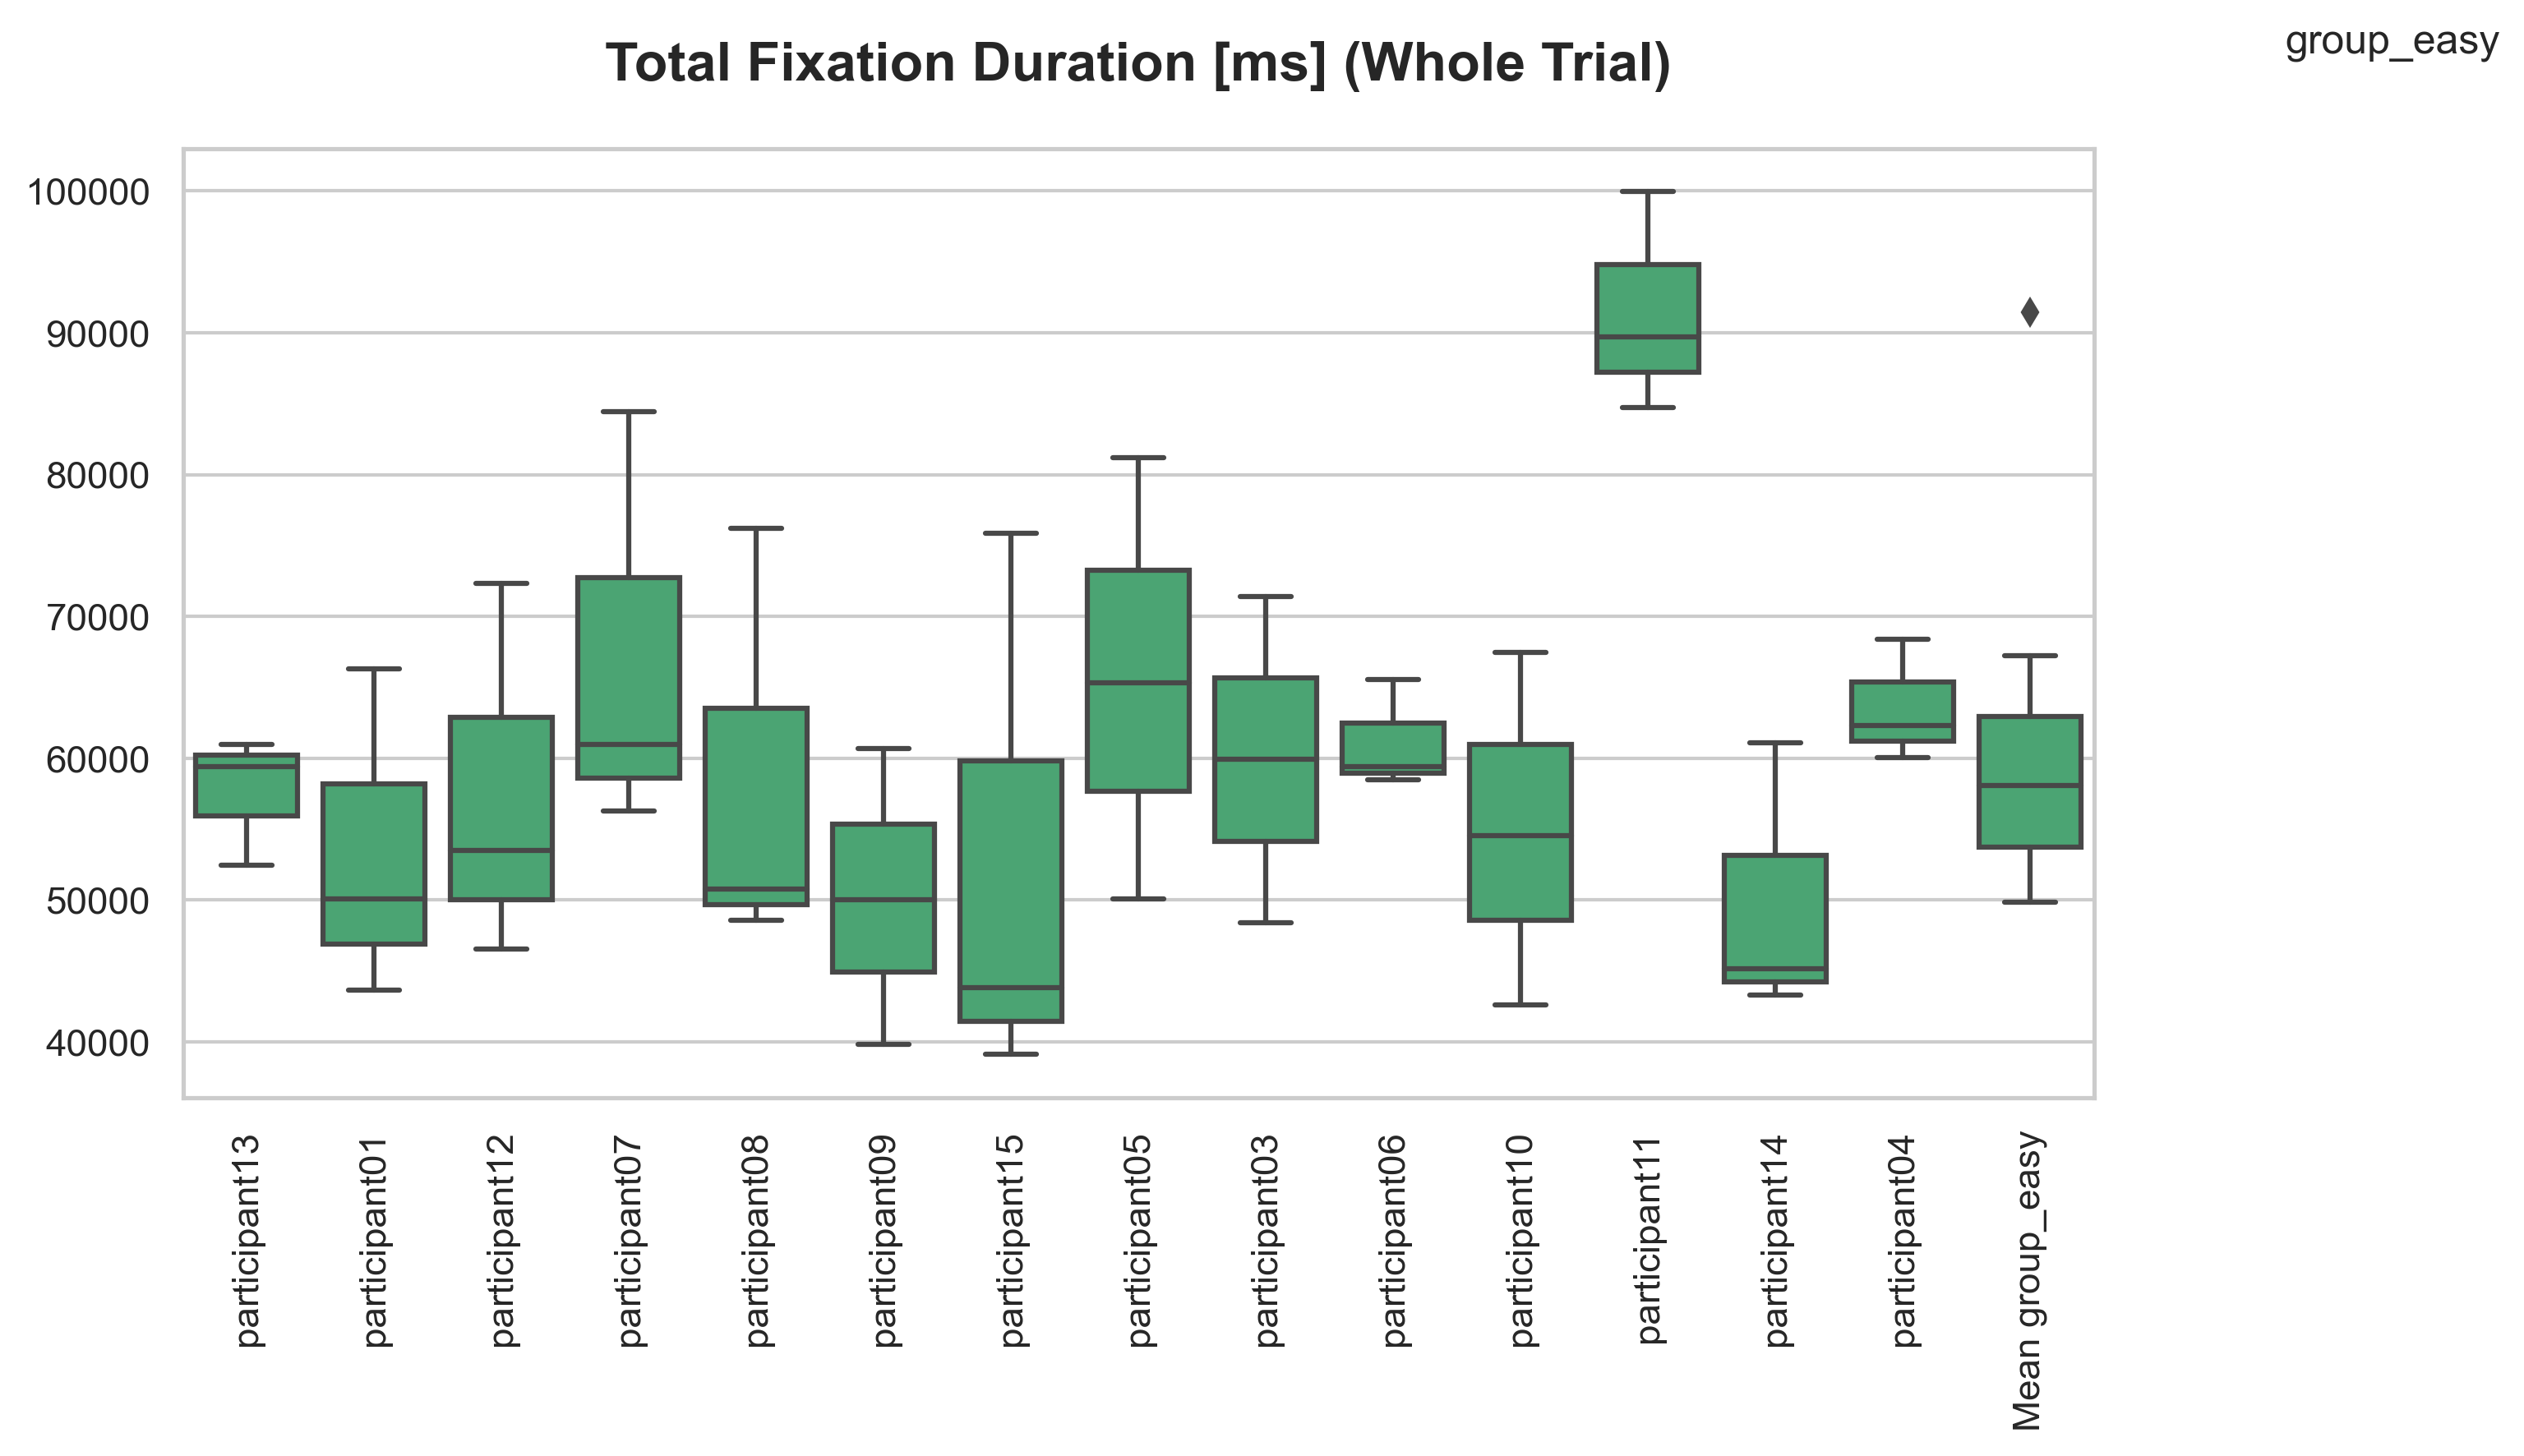 group_easy
Total Fixation Duration [ms] (Whole Trial)
100000
90000
80000
70000
60000
50000
40000
participant13
participant01
participant12
participant07
participant08
participant09
participant15
participant05
participant03
participant06
participant10
participant11
participant14
participant04
Mean group_easy